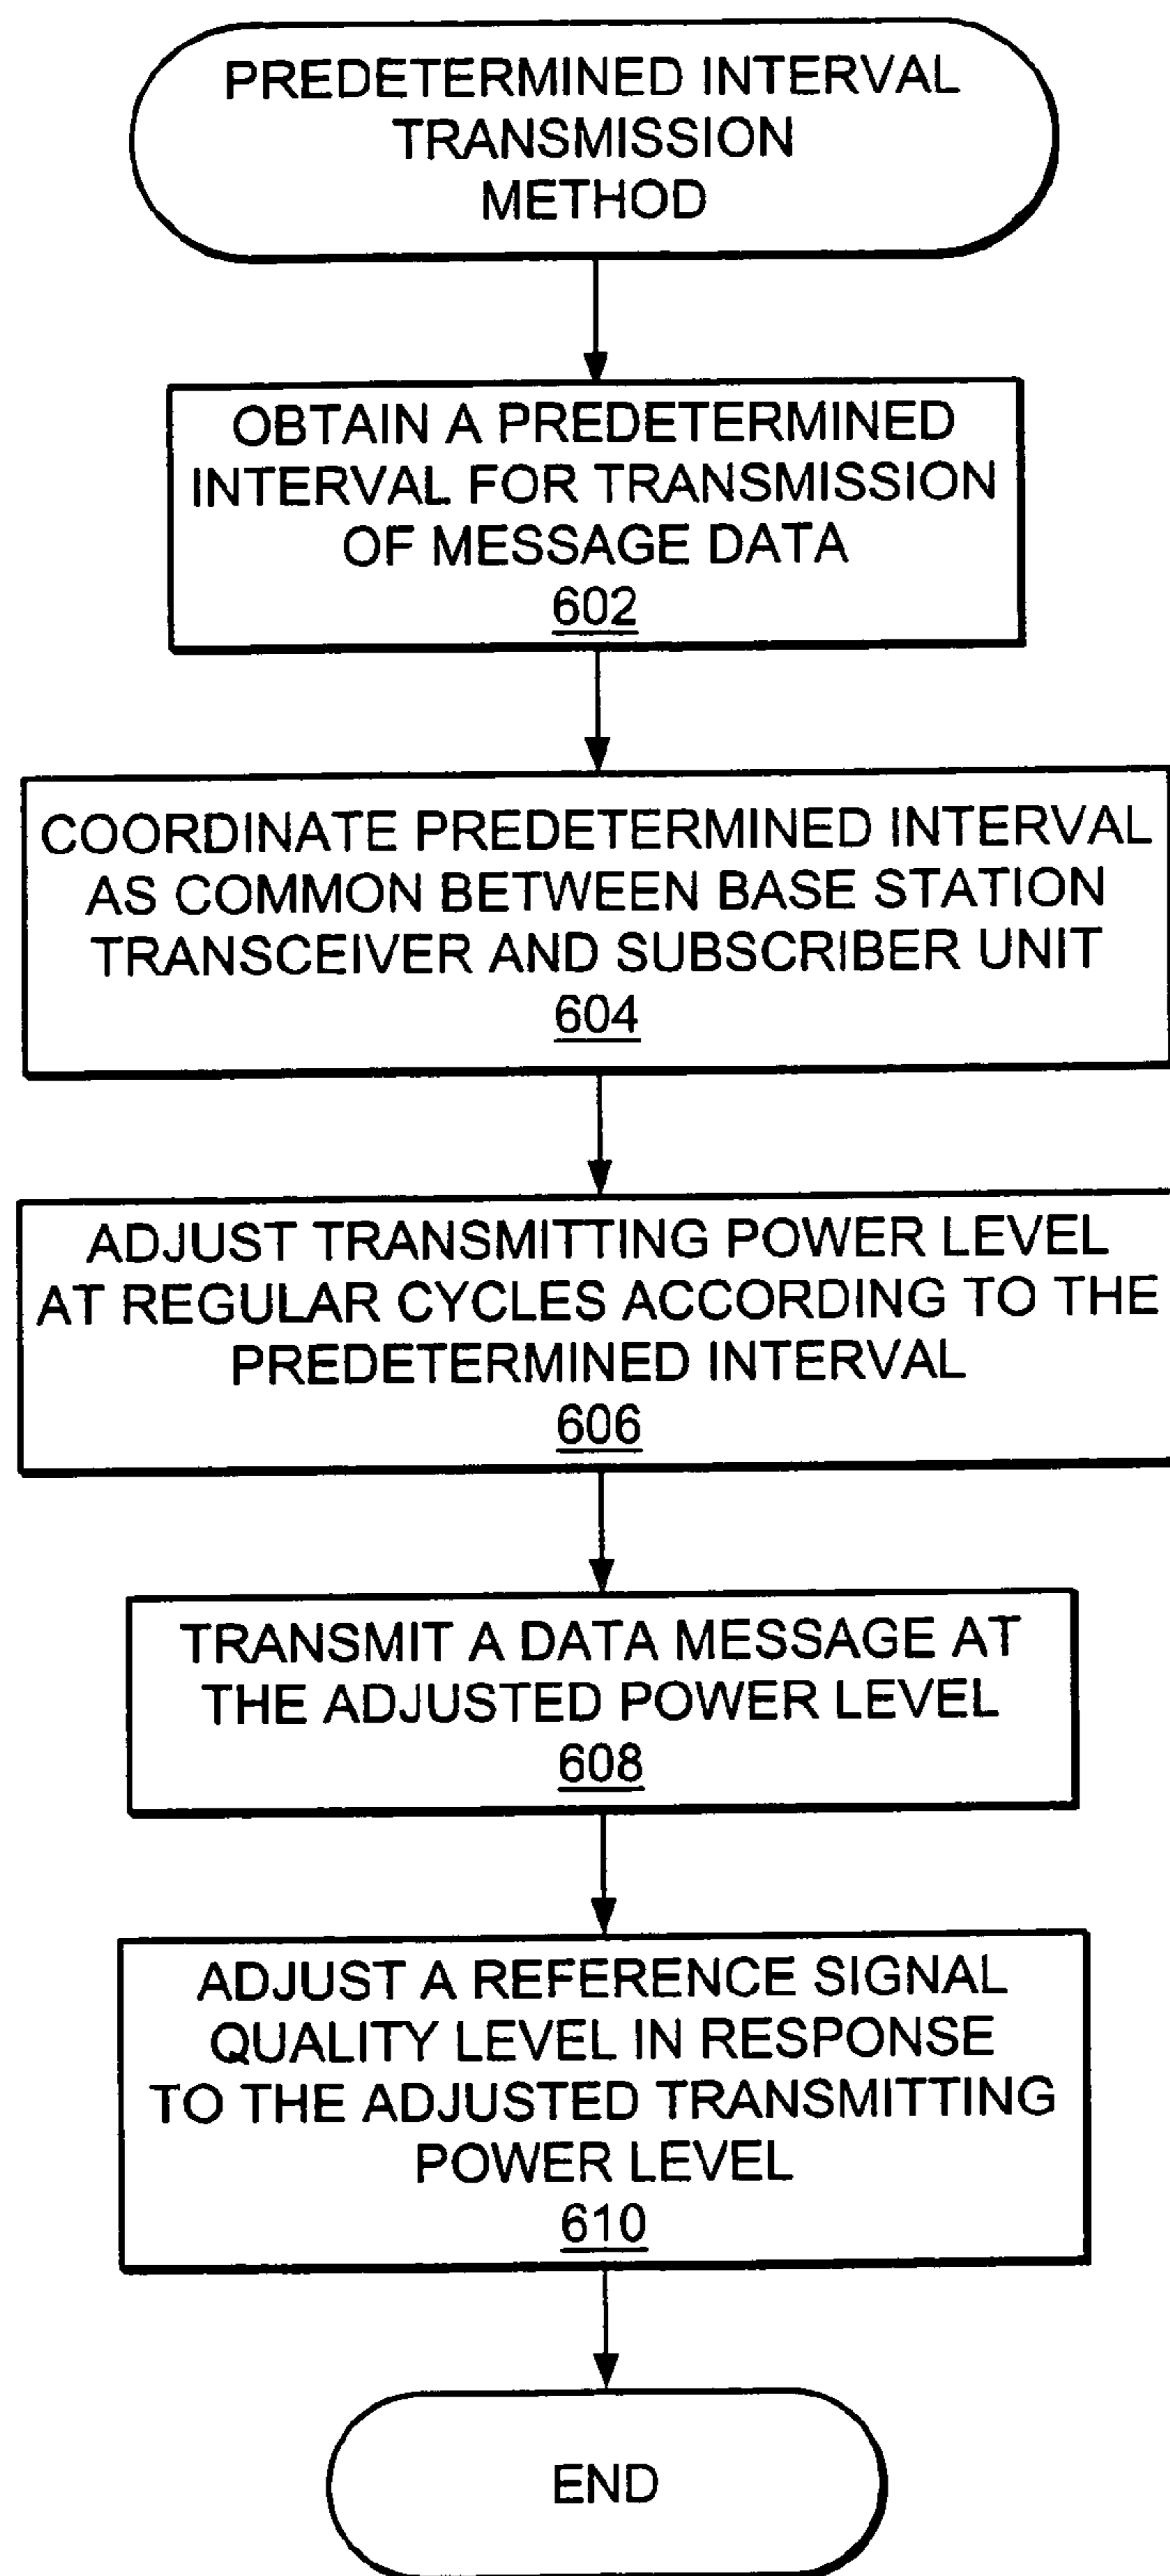 PREDETERMINED INTERVAL
TRANSMISSION
METHOD
OBTAIN A PREDETERMINED
INTERVAL FOR TRANSMISSION
OF MESSAGE DATA
602
COORDINATE PREDETERMINED INTERVAL
AS COMMON BETWEEN BASE STATION
TRANSCEIVER AND SUBSCRIBER UNIT
604
ADJUST TRANSMITTING POWER LEVEL
AT REGULAR CYCLES ACCORDING TO THE
PREDETERMINED INTERVAL
606
TRANSMIT A DATA MESSAGE AT
THE ADJUSTED POWER LEVEL
608
ADJUST A REFERENCE SIGNAL
QUALITY LEVEL IN RESPONSE
TO THE ADJUSTED TRANSMITTING
POWER LEVEL
610
END